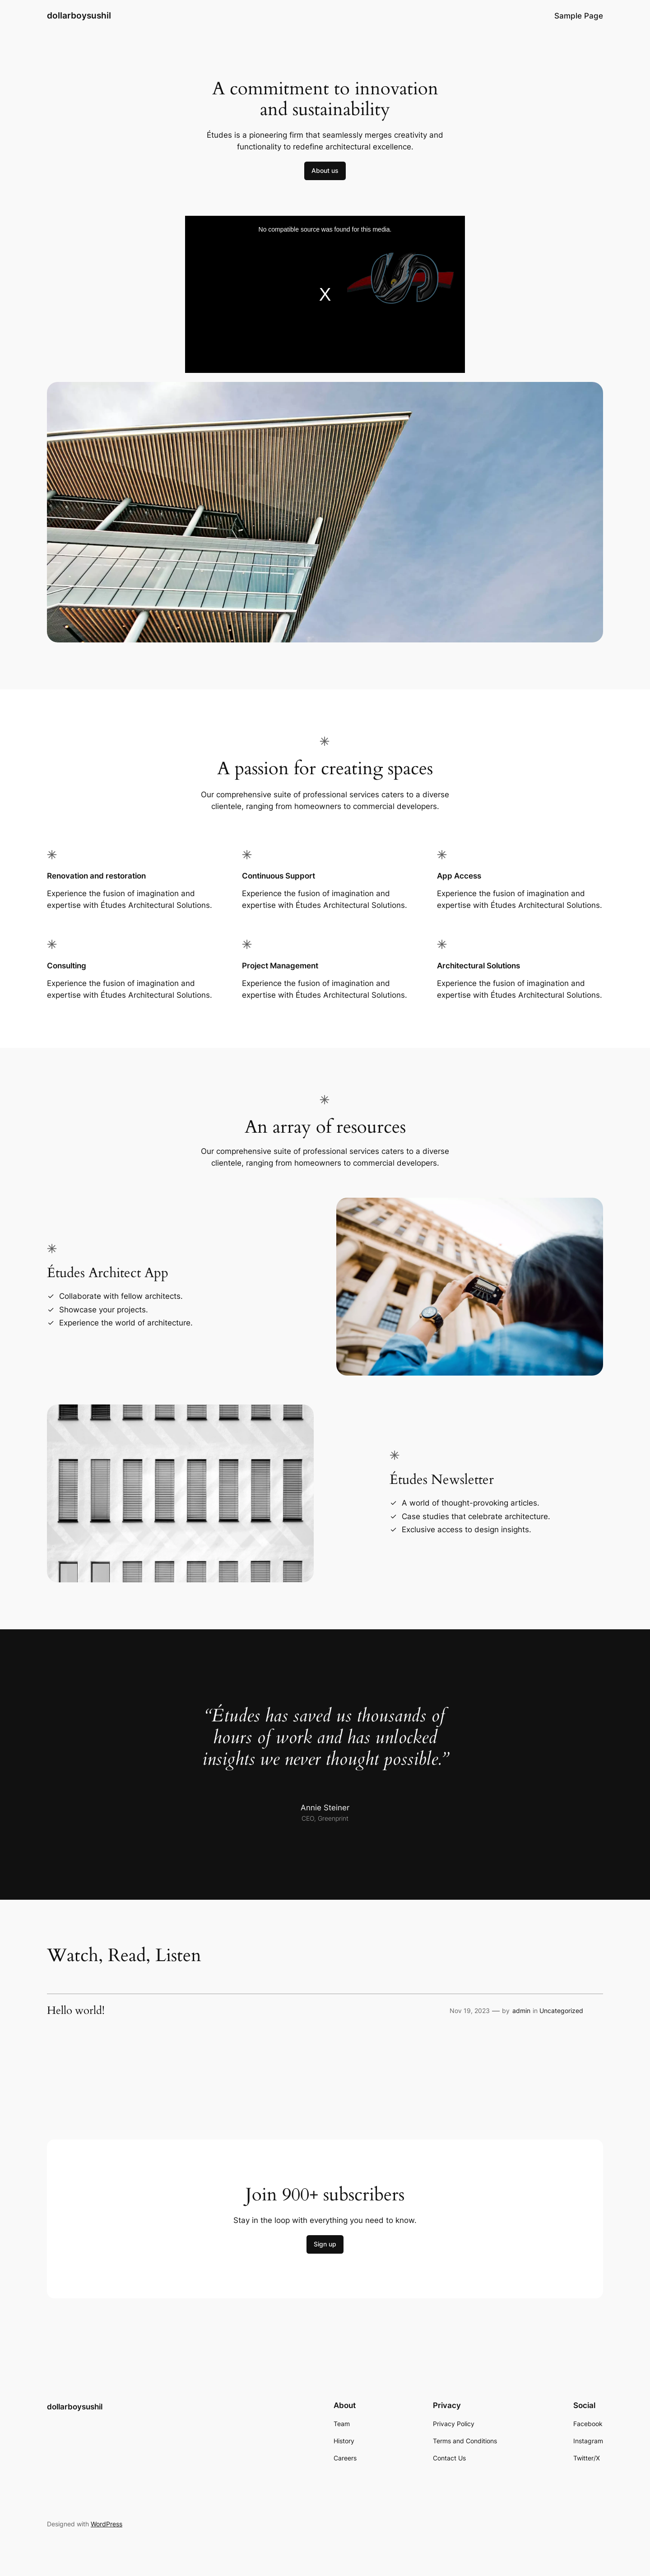 dollarboysushil
Sample Page
A commitment to innovation
and sustainability
Études is a pioneering firm that seamlessly merges creativity and
functionality to redefine architectural excellence.
About us
No compatible source was found for this media.
X
A passion for creating spaces
Our comprehensive suite of professional services caters to a diverse
clientele, ranging from homeowners to commercial developers.
Renovation and restoration
Experience the fusion of imagination and
expertise with Études Architectural Solutions.
Continuous Support
Experience the fusion of imagination and
expertise with Études Architectural Solutions.
App Access
Experience the fusion of imagination and
expertise with Études Architectural Solutions.
Consulting
Experience the fusion of imagination and
expertise with Études Architectural Solutions.
Project Management
Experience the fusion of imagination and
expertise with Études Architectural Solutions.
Architectural Solutions
Experience the fusion of imagination and
expertise with Études Architectural Solutions.
An array of resources
Our comprehensive suite of professional services caters to a diverse
clientele, ranging from homeowners to commercial developers.
Études Architect App
Collaborate with fellow architects.
Showcase your projects.
Experience the world of architecture.
Études Newsletter
A world of thought-provoking articles.
Case studies that celebrate architecture.
Exclusive access to design insights.
“Études has saved us thousands of
hours of work and has unlocked
insights we never thought possible.”
Annie Steiner
CEO, Greenprint
Watch, Read, Listen
Hello world!
Nov 19, 2023 — by admin in Uncategorized
Join 900+ subscribers
Stay in the loop with everything you need to know.
Sign up
dollarboysushil
About
Team
History
Careers
Privacy
Privacy Policy
Terms and Conditions
Contact Us
Social
Facebook
Instagram
Twitter/X
Designed with WordPress